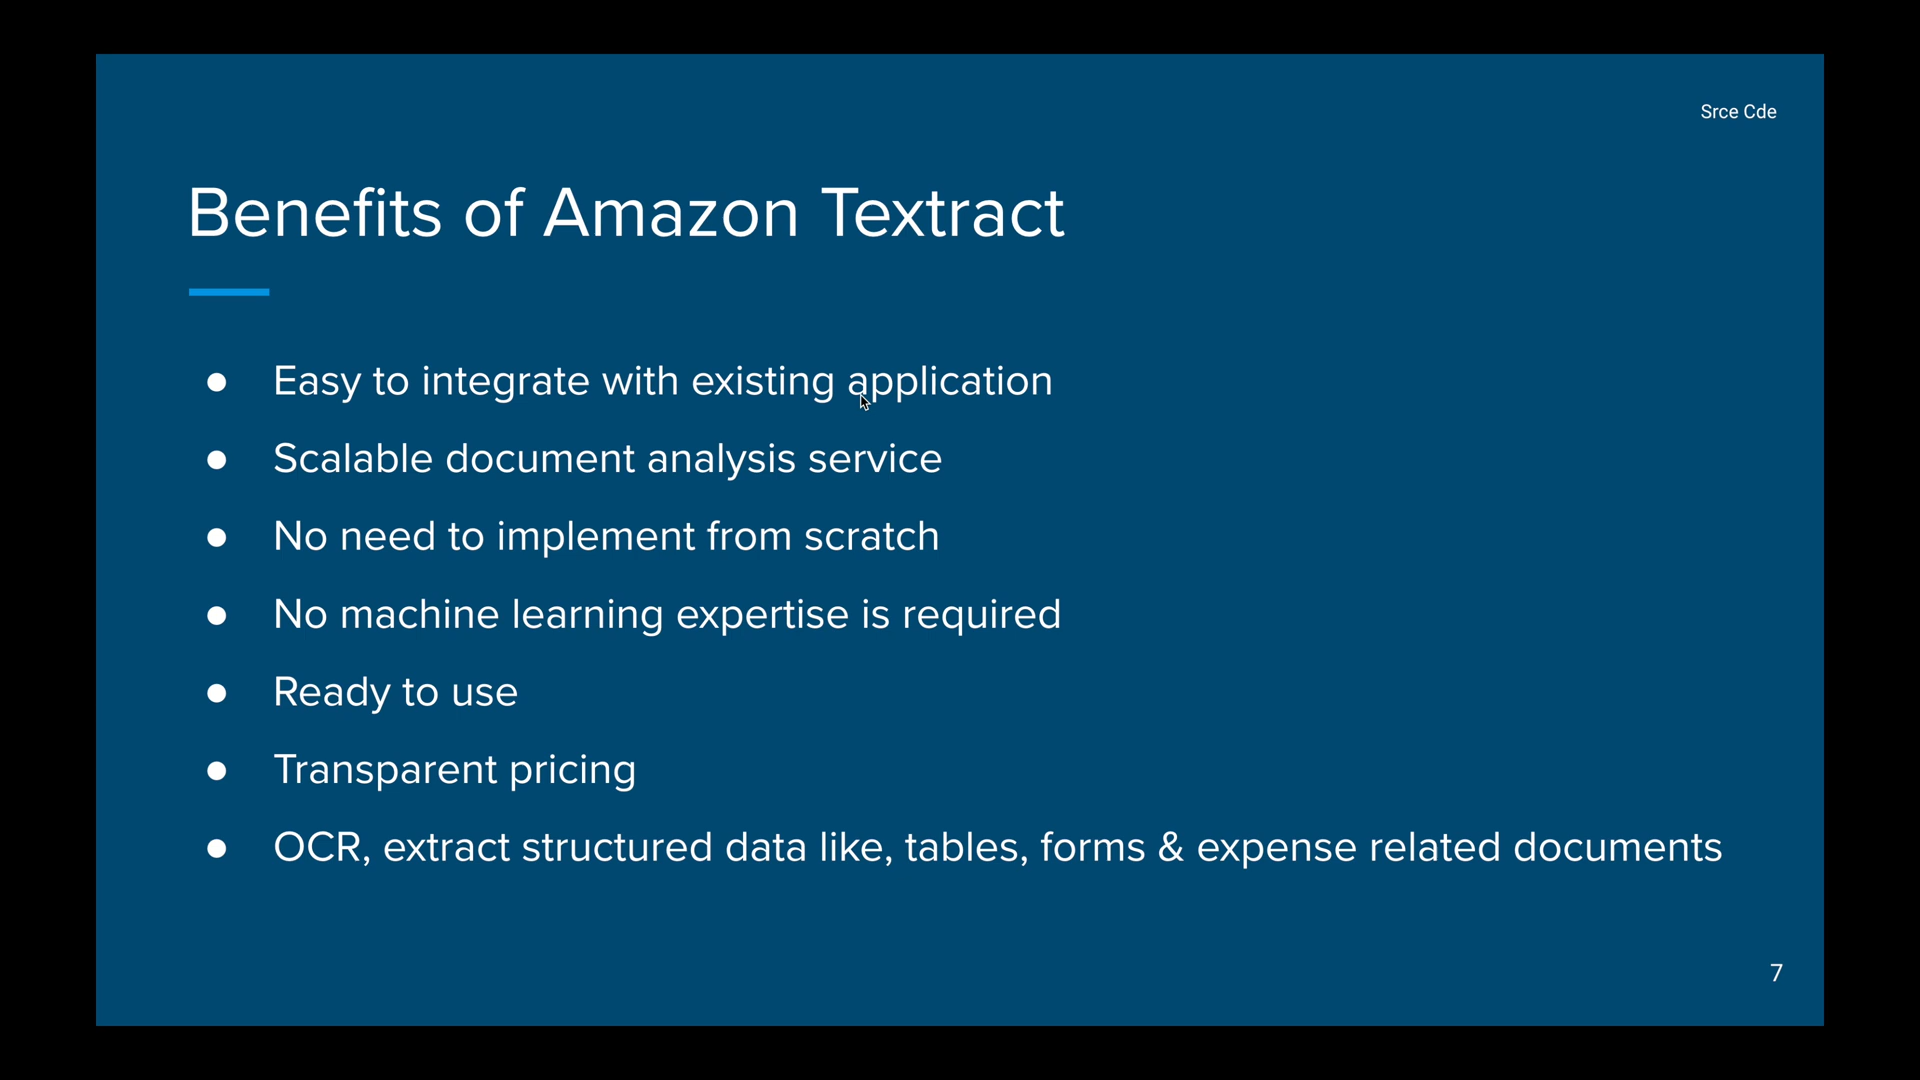 Srce Cde
Benefits of Amazon Textract
● Easy to integrate with existing application
● Scalable document analysis service
● No need to implement from scratch
● No machine learning expertise is required
● Ready to use
● Transparent pricing
● OCR, extract structured data like, tables, forms & expense related documents
7